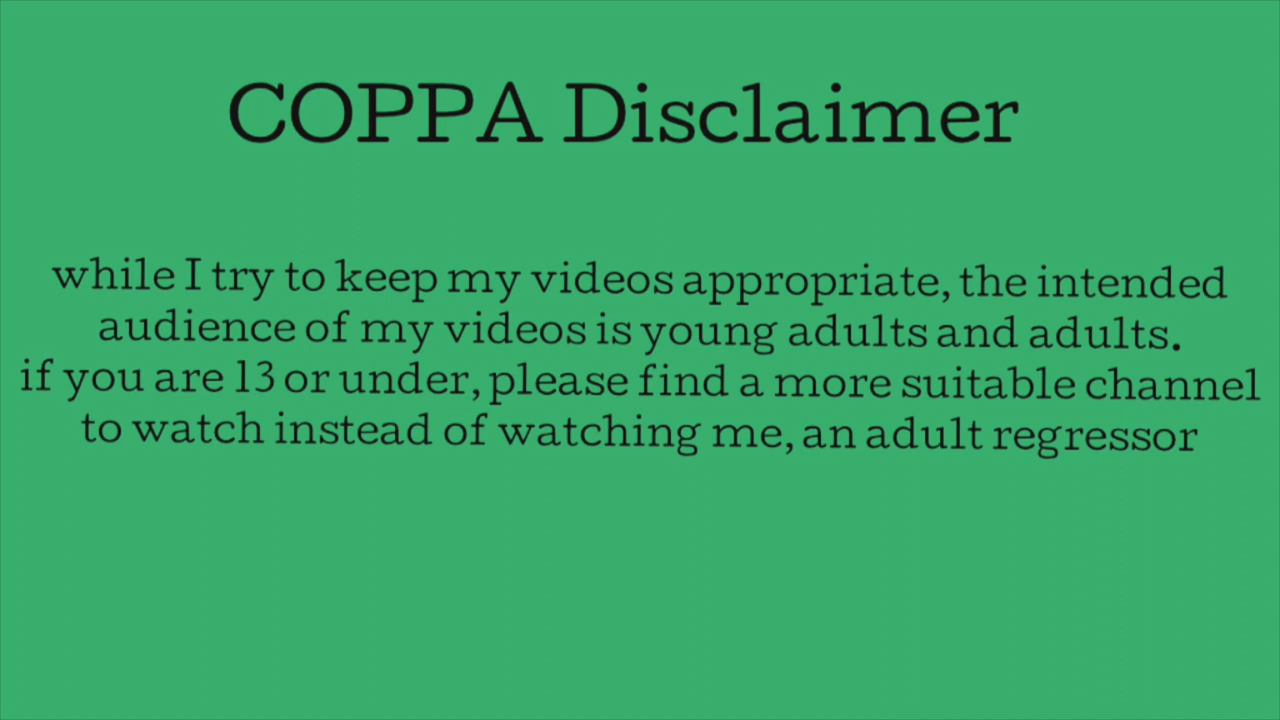 COPPA Disclaimer
while I try to keep my videos appropriate, the intended
audience of my videos is young adults and adults.
if you are 13 or under, please find a more suitable channel
to watch instead of watching me, an adult regressor